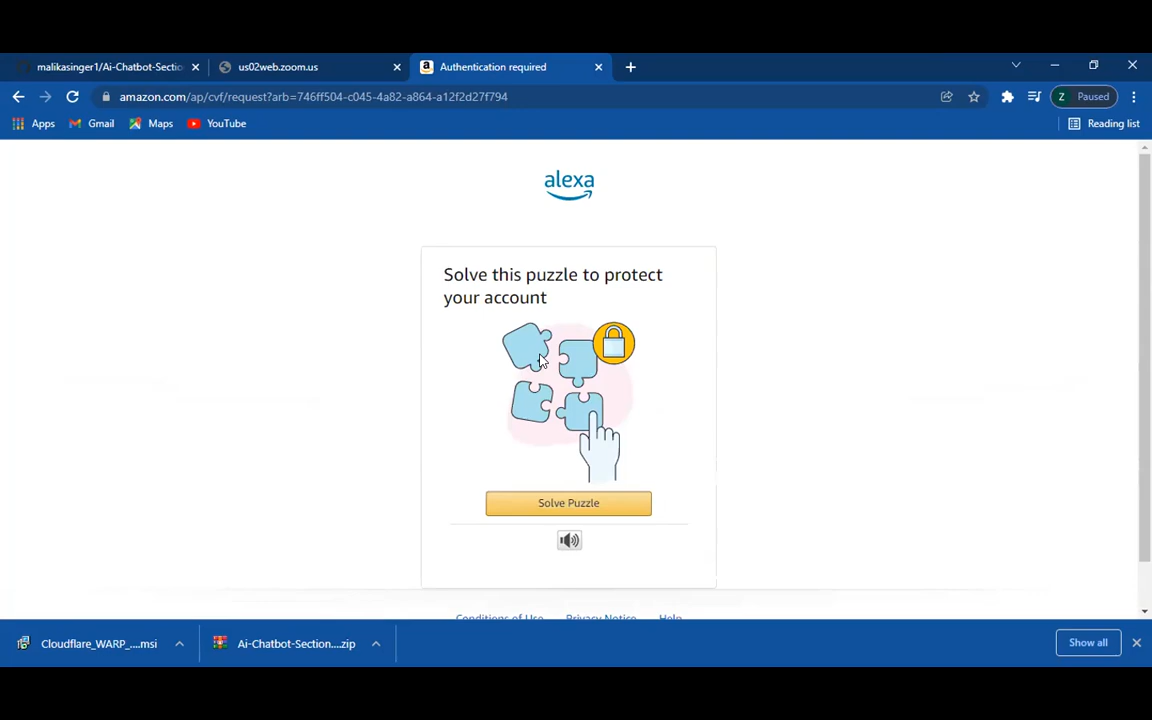 malikasinger1/Ai-Chatbot-Sectio
us02web.zoom.us
Authentication required
amazon.com/ap/cvf/request?arb=746ff504-c045-4a82-a864-a12f2d27f794
Z Paused
Apps
Gmail
Maps
YouTube
Reading list
alexa
Solve this puzzle to protect
your account
Solve Puzzle
Conditions of Use Privacy Notice Help
Cloudflare_WARP_....msi
Ai-Chatbot-Section....zip
Show all